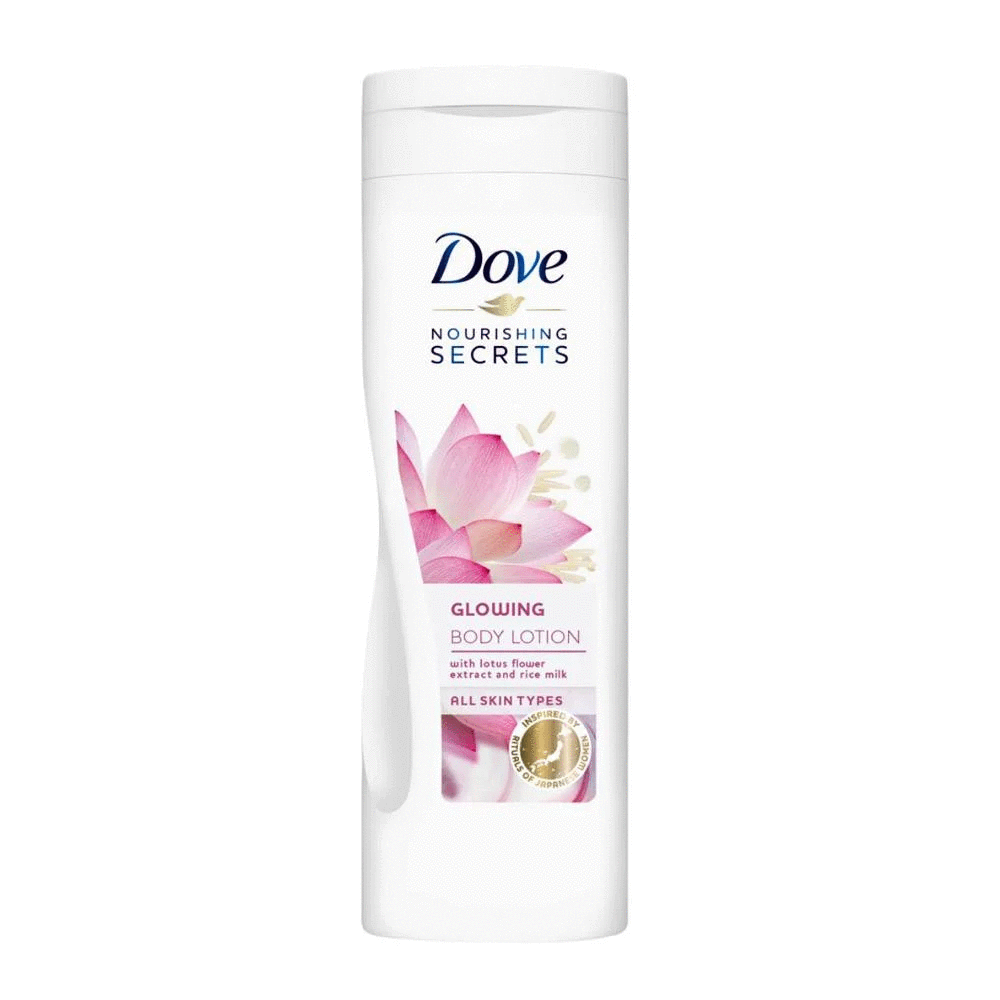 Dove
NOURISHING
SECRETS
GLOWING
BODY LOTION
with lotus flower
extract and rice milk
ALL SKIN TYPES
INSPIRED BY
RITUALS OF JAPANESE WOMEN